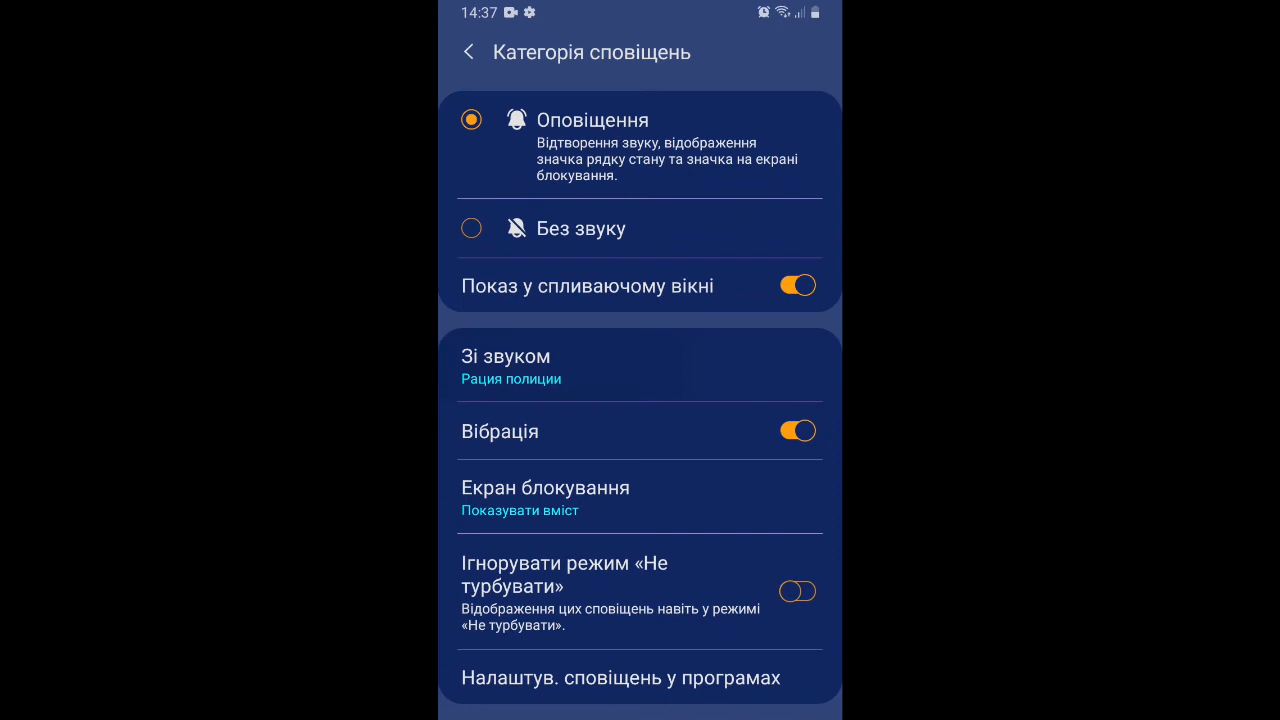 14:37
Категорія сповіщень
Оповіщення
Відтворення звуку, відображення
значка рядку стану та значка на екрані
блокування.
Без звуку
Показ у спливаючому вікні
Зі звуком
Рация полиции
Вібрація
Екран блокування
Показувати вміст
Ігнорувати режим «Не
турбувати»
Відображення цих сповіщень навіть у режимі
«Не турбувати».
Налаштув. сповіщень у програмах